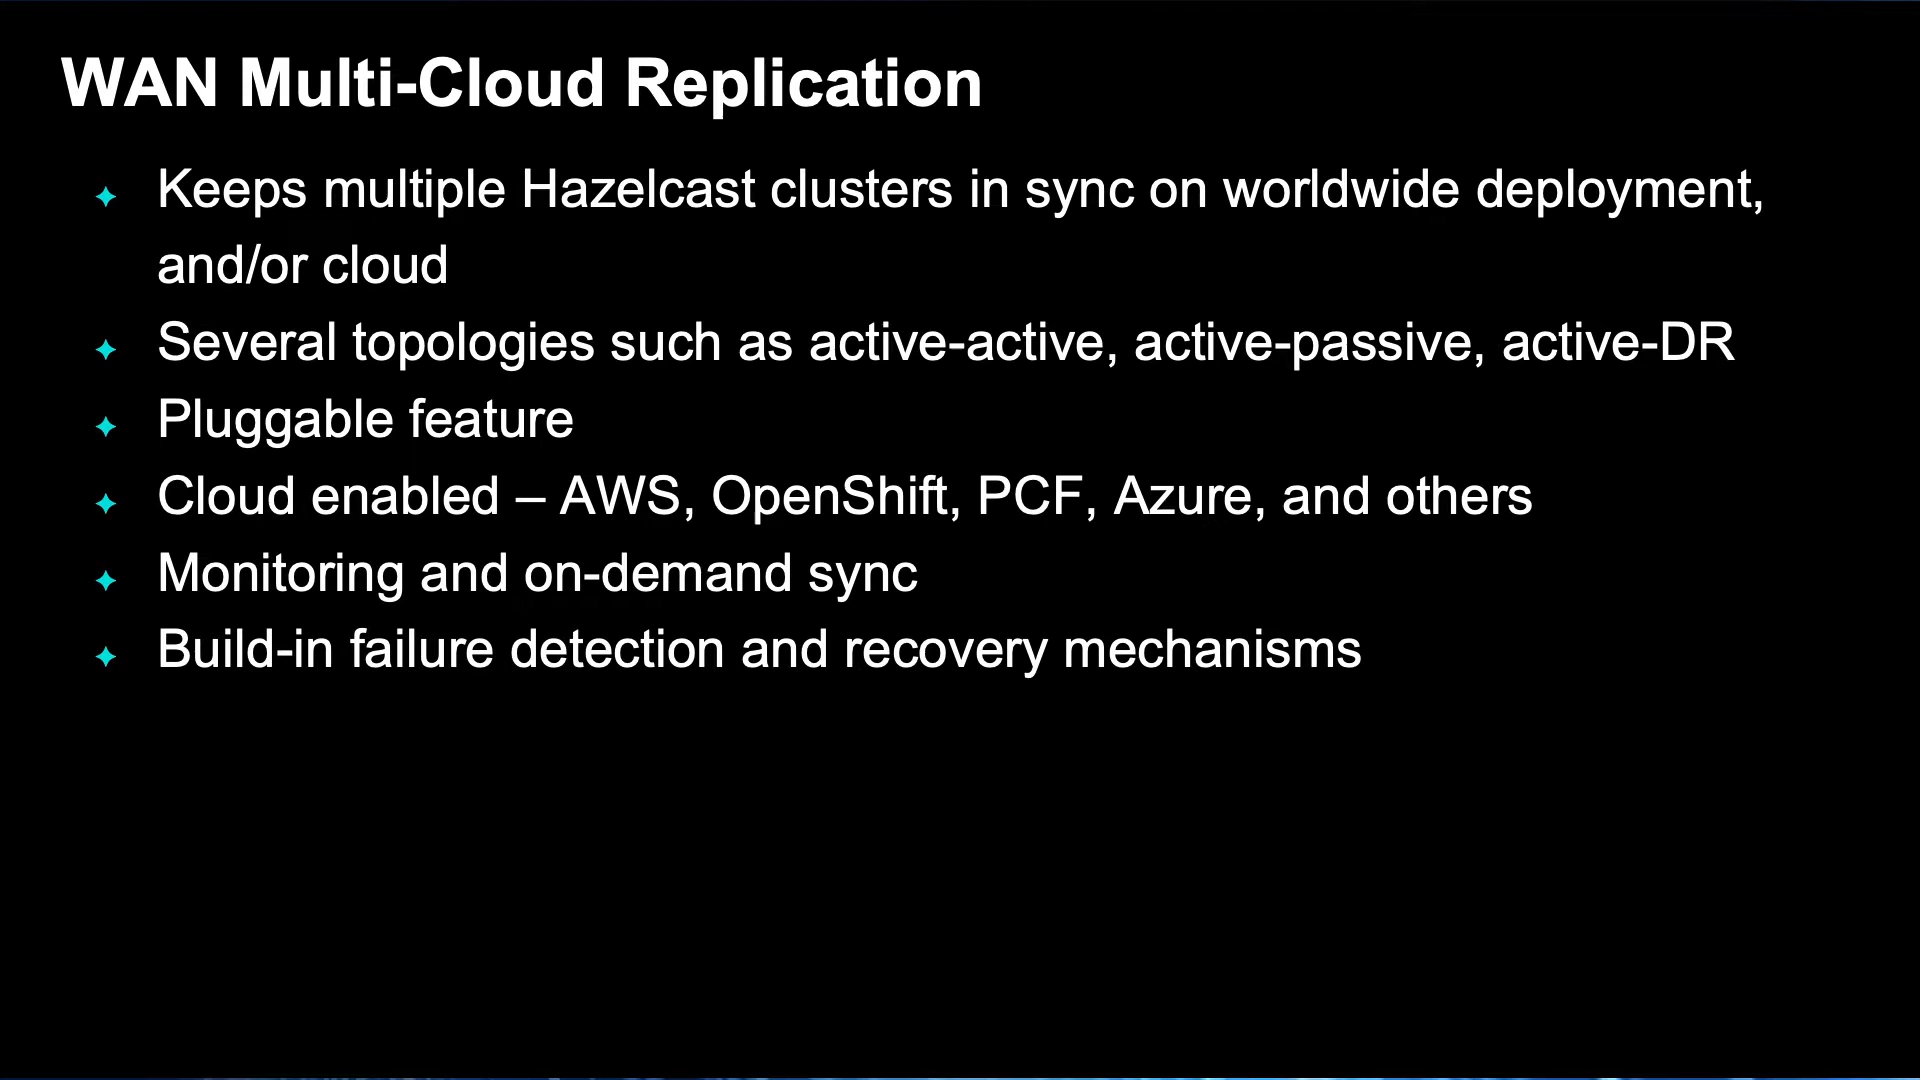 WAN Multi-Cloud Replication
Keeps multiple Hazelcast clusters in sync on worldwide deployment,
and/or cloud
Several topologies such as active-active, active-passive, active-DR
Pluggable feature
Cloud enabled – AWS, OpenShift, PCF, Azure, and others
Monitoring and on-demand sync
Build-in failure detection and recovery mechanisms